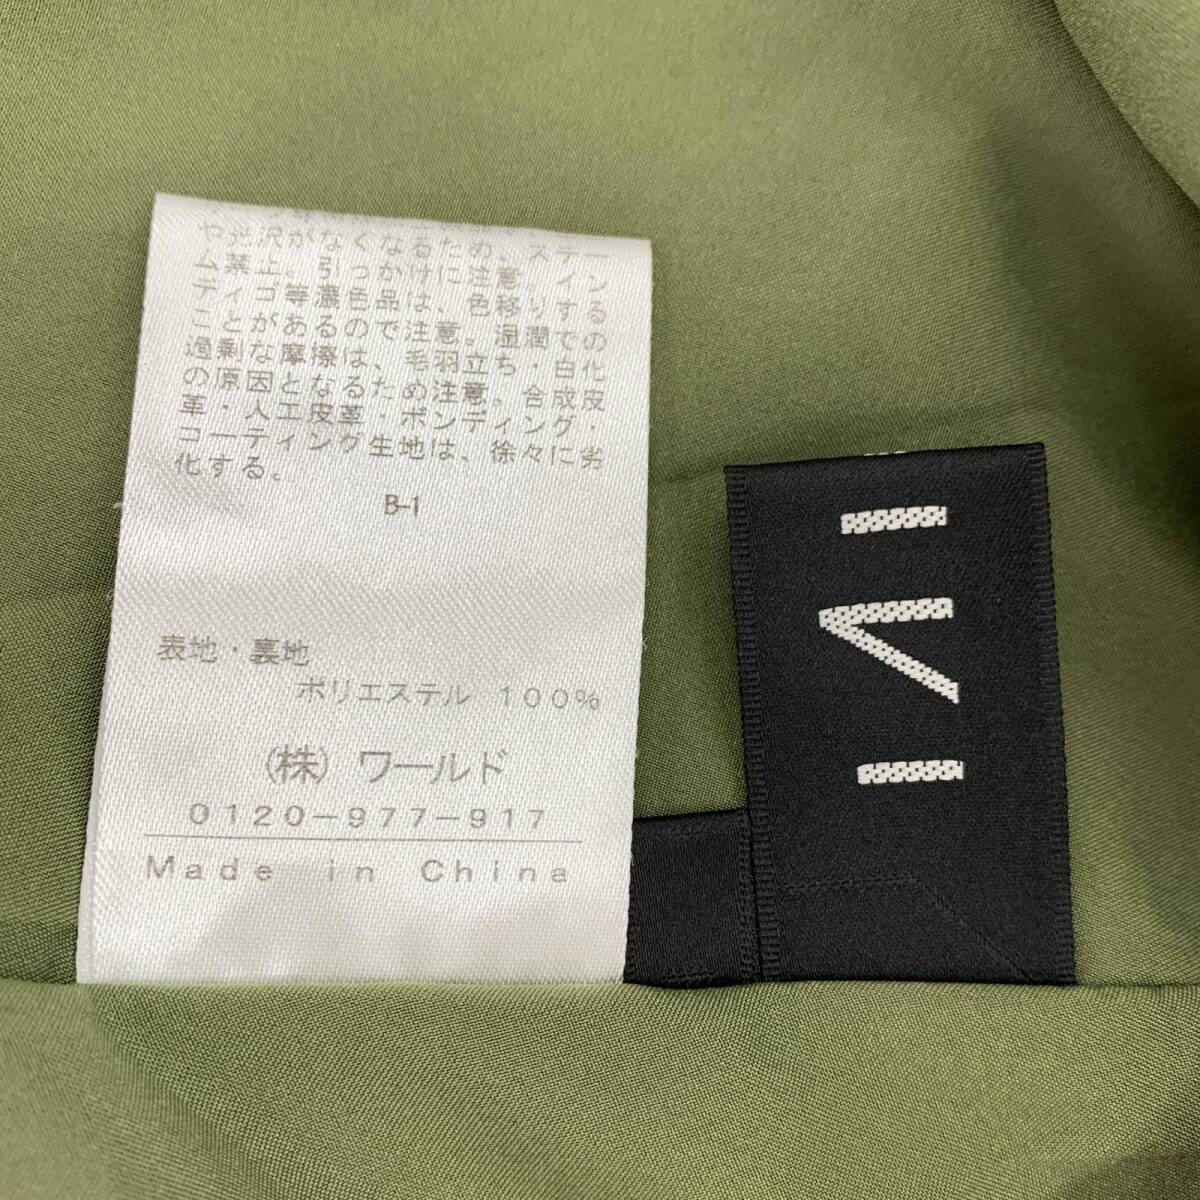 や光沢がなくなるため、スチー
ム禁止。引っかけに注意。イン
ディゴ等濃色品は、色移りする
ことがあるので注意。湿潤での
過剰な摩擦は、毛羽立ち・白化
の原因となるため注意。合成皮
革・人工皮革・ボンディング・
コーティング生地は、徐々に劣
化する。
B-1
表地・裏地
ポリエステル 100%
(株) ワールド
0120-977-917
Made in China